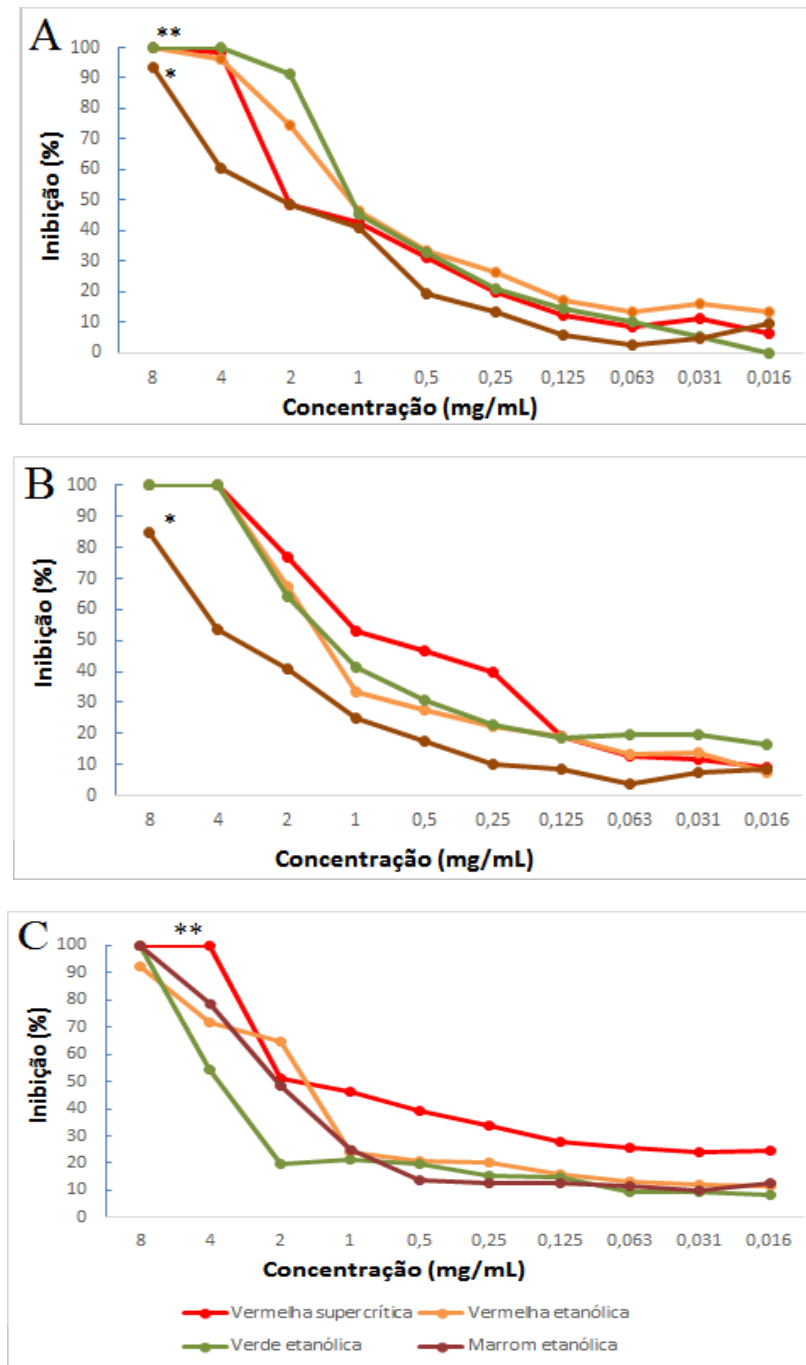 A
**
*
100
90
80
70
60
50
40
30
20
10
0
Inibição (%)
8 4 2 1 0,5 0,25 0,125 0,063 0,031 0,016
Concentração (mg/mL)
B
*
100
90
80
70
60
50
40
30
20
10
0
Inibição (%)
8 4 2 1 0,5 0,25 0,125 0,063 0,031 0,016
Concentração (mg/mL)
C
**
100
90
80
70
60
50
40
30
20
10
0
Inibição (%)
8 4 2 1 0,5 0,25 0,125 0,063 0,031 0,016
Concentração (mg/mL)
Vermelha supercrítica Vermelha etanólica
Verde etanólica Marrom etanólica